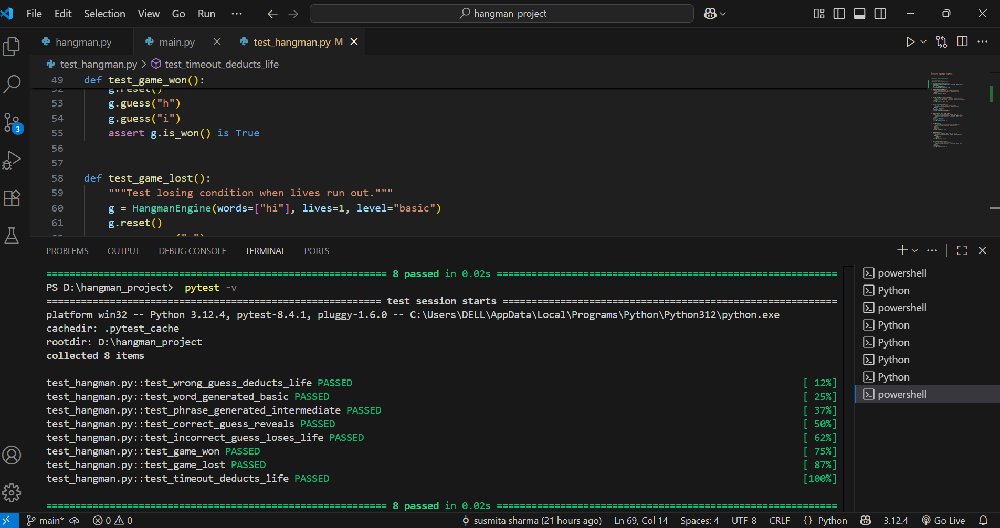 File Edit Selection View Go Run ··· hangman_project
hangman.py main.py test_hangman.py M
test_hangman.py > test_timeout_deducts_life
49 def test_game_won():
52 g.reset()
53 g.guess("h")
54 g.guess("i")
55 assert g.is_won() is True
56
57
58 def test_game_lost():
59 """Test losing condition when lives run out."""
60 g = HangmanEngine(words=["hi"], lives=1, level="basic")
61 g.reset()
PROBLEMS OUTPUT DEBUG CONSOLE TERMINAL PORTS
=========================================================== 8 passed in 0.02s ===========================================================
PS D:\hangman_project> pytest -v
========================================================== test session starts ==========================================================
platform win32 -- Python 3.12.4, pytest-8.4.1, pluggy-1.6.0 -- C:\Users\DELL\AppData\Local\Programs\Python\Python312\python.exe
cachedir: .pytest_cache
rootdir: D:\hangman_project
collected 8 items
test_hangman.py::test_wrong_guess_deducts_life PASSED [ 12%]
test_hangman.py::test_word_generated_basic PASSED [ 25%]
test_hangman.py::test_phrase_generated_intermediate PASSED [ 37%]
test_hangman.py::test_correct_guess_reveals PASSED [ 50%]
test_hangman.py::test_incorrect_guess_loses_life PASSED [ 62%]
test_hangman.py::test_game_won PASSED [ 75%]
test_hangman.py::test_game_lost PASSED [ 87%]
test_hangman.py::test_timeout_deducts_life PASSED [100%]
=========================================================== 8 passed in 0.02s ===========================================================
powershell
Python
powershell
Python
Python
Python
Python
powershell
3
main* 0 0 susmita sharma (21 hours ago) Ln 69, Col 14 Spaces: 4 UTF-8 CRLF {} Python 3.12.4 Go Live